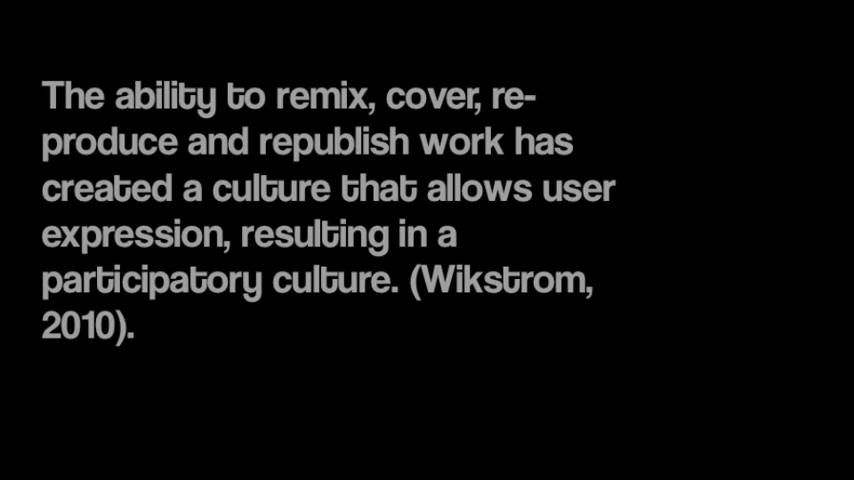 The ability to remix, cover, re-
produce and republish work has
created a culture that allows user
expression, resulting in a
participatory culture. (Wikstrom,
2010).